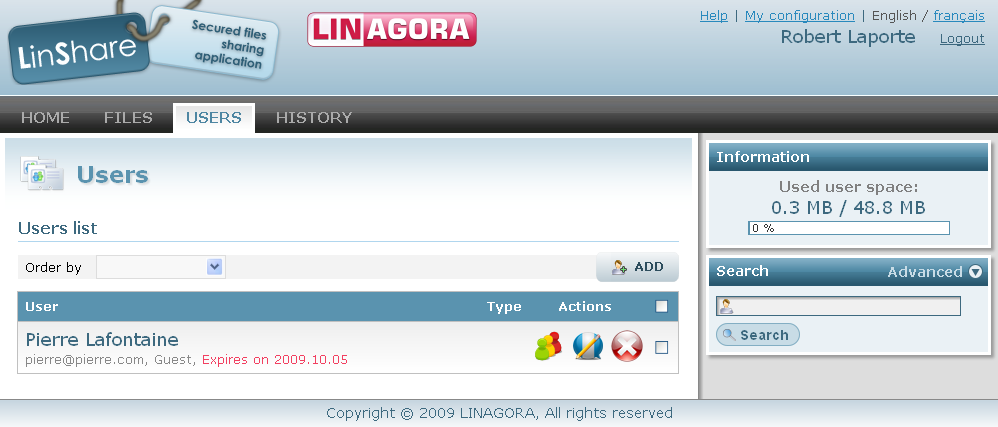 LinShare
Secured files
sharing
application
LINAGORA
Help | My configuration | English / français
Robert Laporte Logout
HOME FILES USERS HISTORY
Users
Users list
Order by
ADD
User Type Actions
Pierre Lafontaine
pierre@pierre.com, Guest, Expires on 2009.10.05
Information
Used user space:
0.3 MB / 48.8 MB
0 %
Search Advanced
Search
Copyright © 2009 LINAGORA, All rights reserved